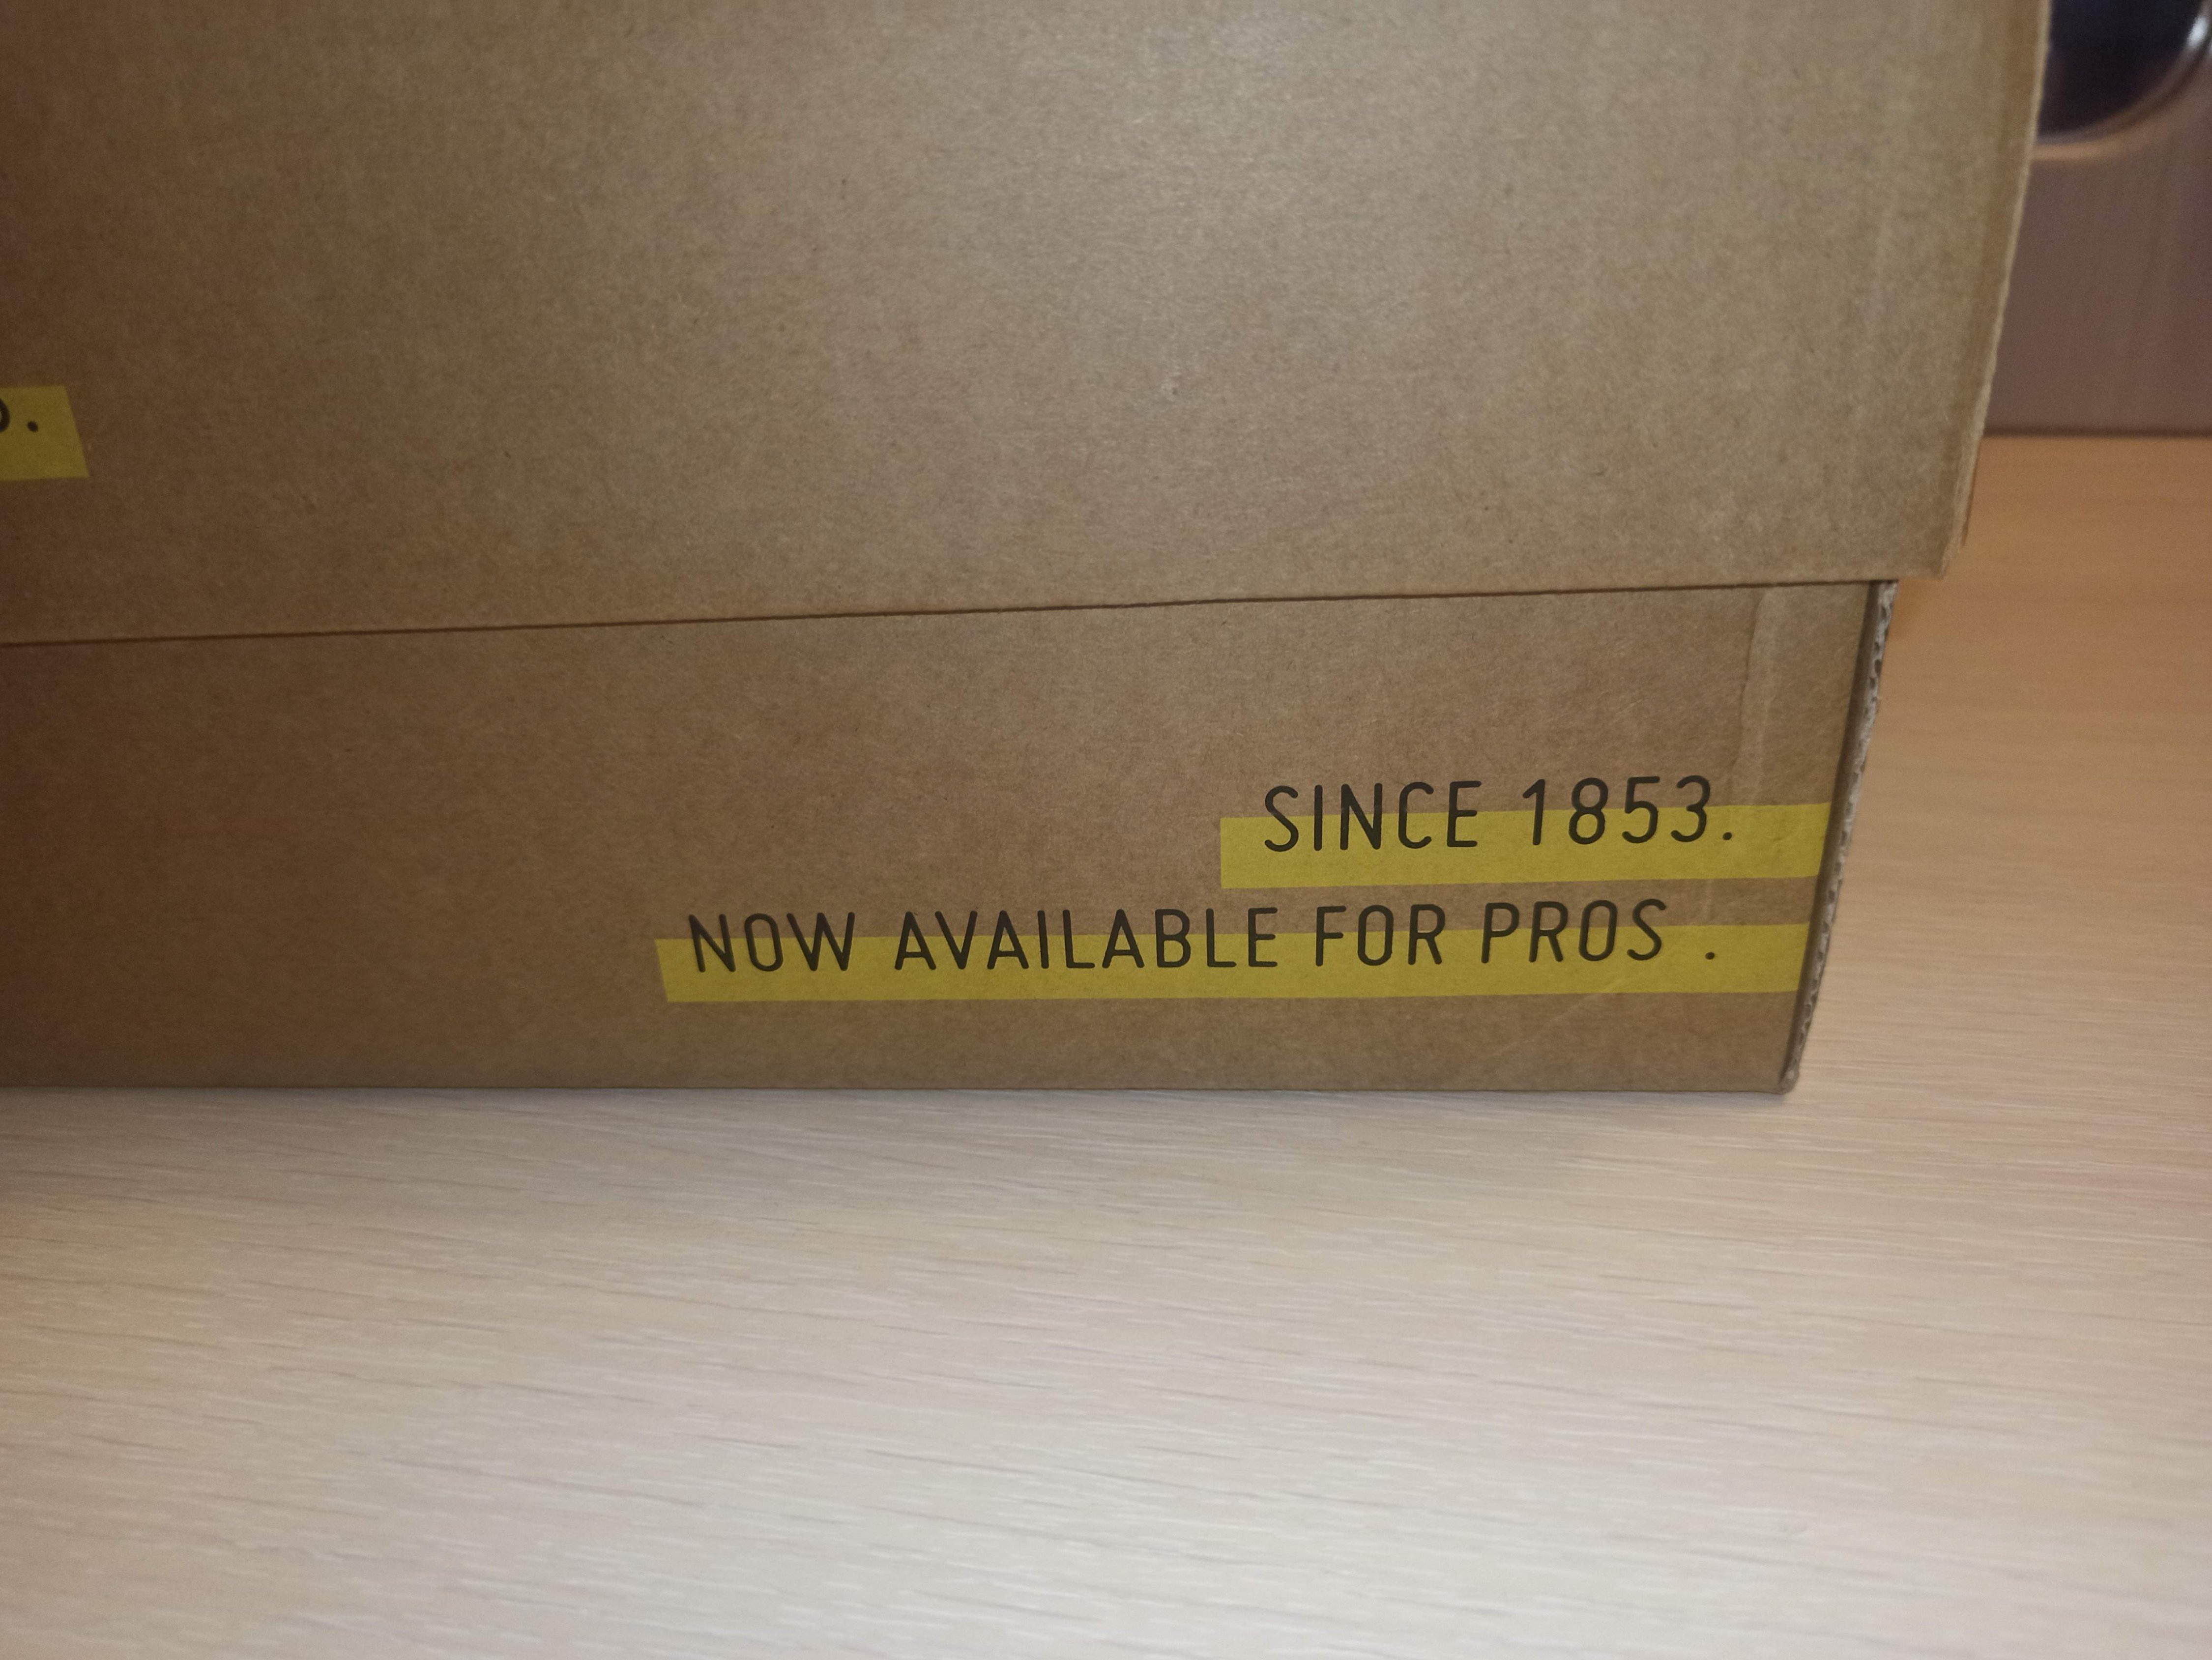 SINCE 1853.
NOW AVAILABLE FOR PROS .